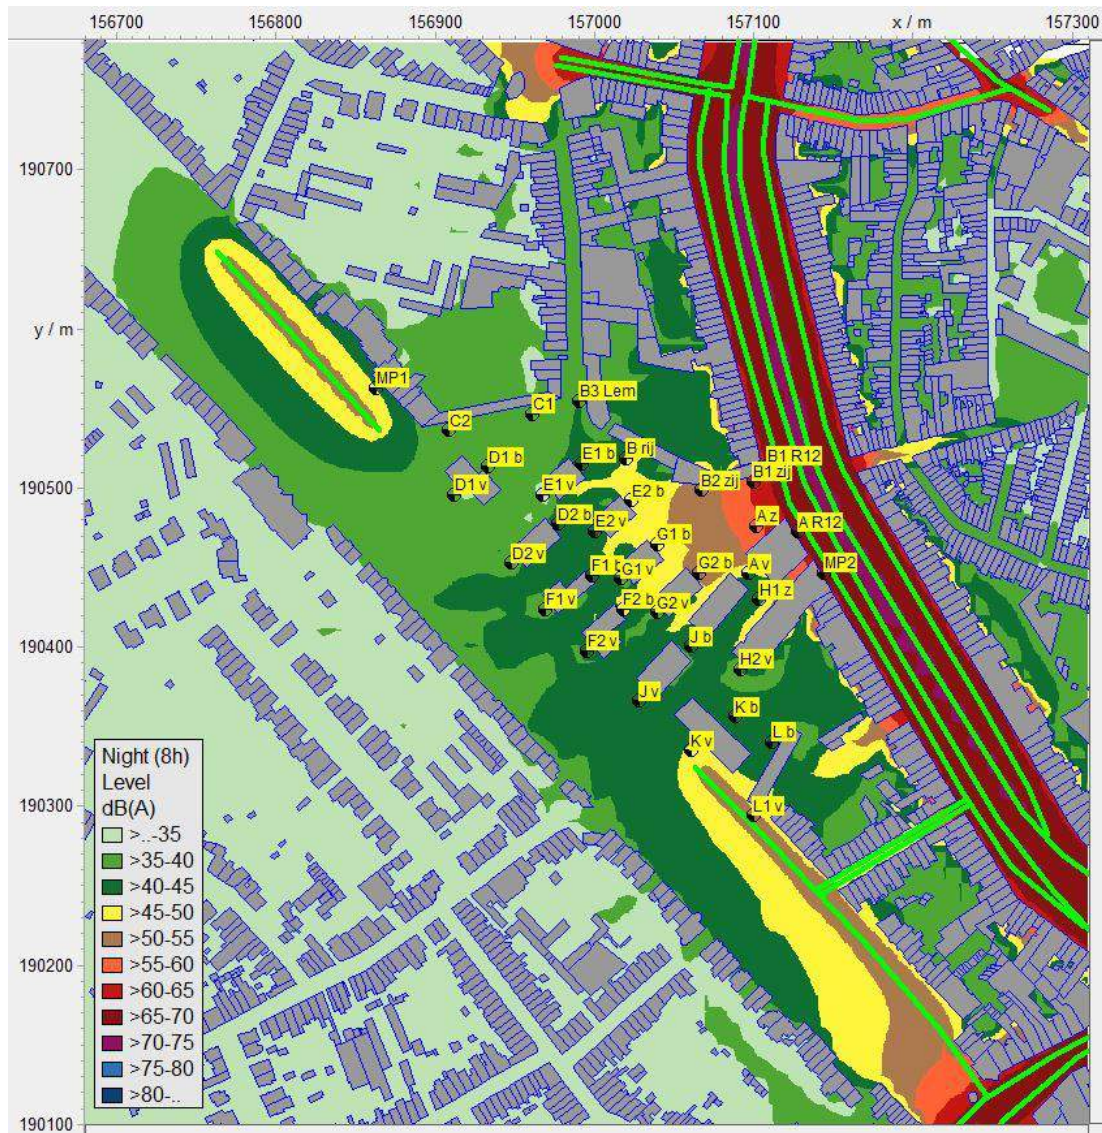 156700 156800 156900 157000 157100 x / m 157300
190700
y / m
MP1
B3 Lem
C1
C2
B rij
B1 R12
D1 b
E1 b
B1 zij
D1 v
E1 v
B2 zij
190500
E2 b
D2 b
E2 v
A z
A R12
G1 b
D2 v
F1 b
G1 v
G2 b
A v
MP2
H1 z
F1 v
F2 b
G2 v
F2 v
J b
190400
H2 v
J v
K b
K v
L b
Night (8h)
Level
dB(A)
>..-35
>35-40
>40-45
>45-50
>50-55
>55-60
>60-65
>65-70
>70-75
>75-80
>80-..
190300
L1 v
190200
190100